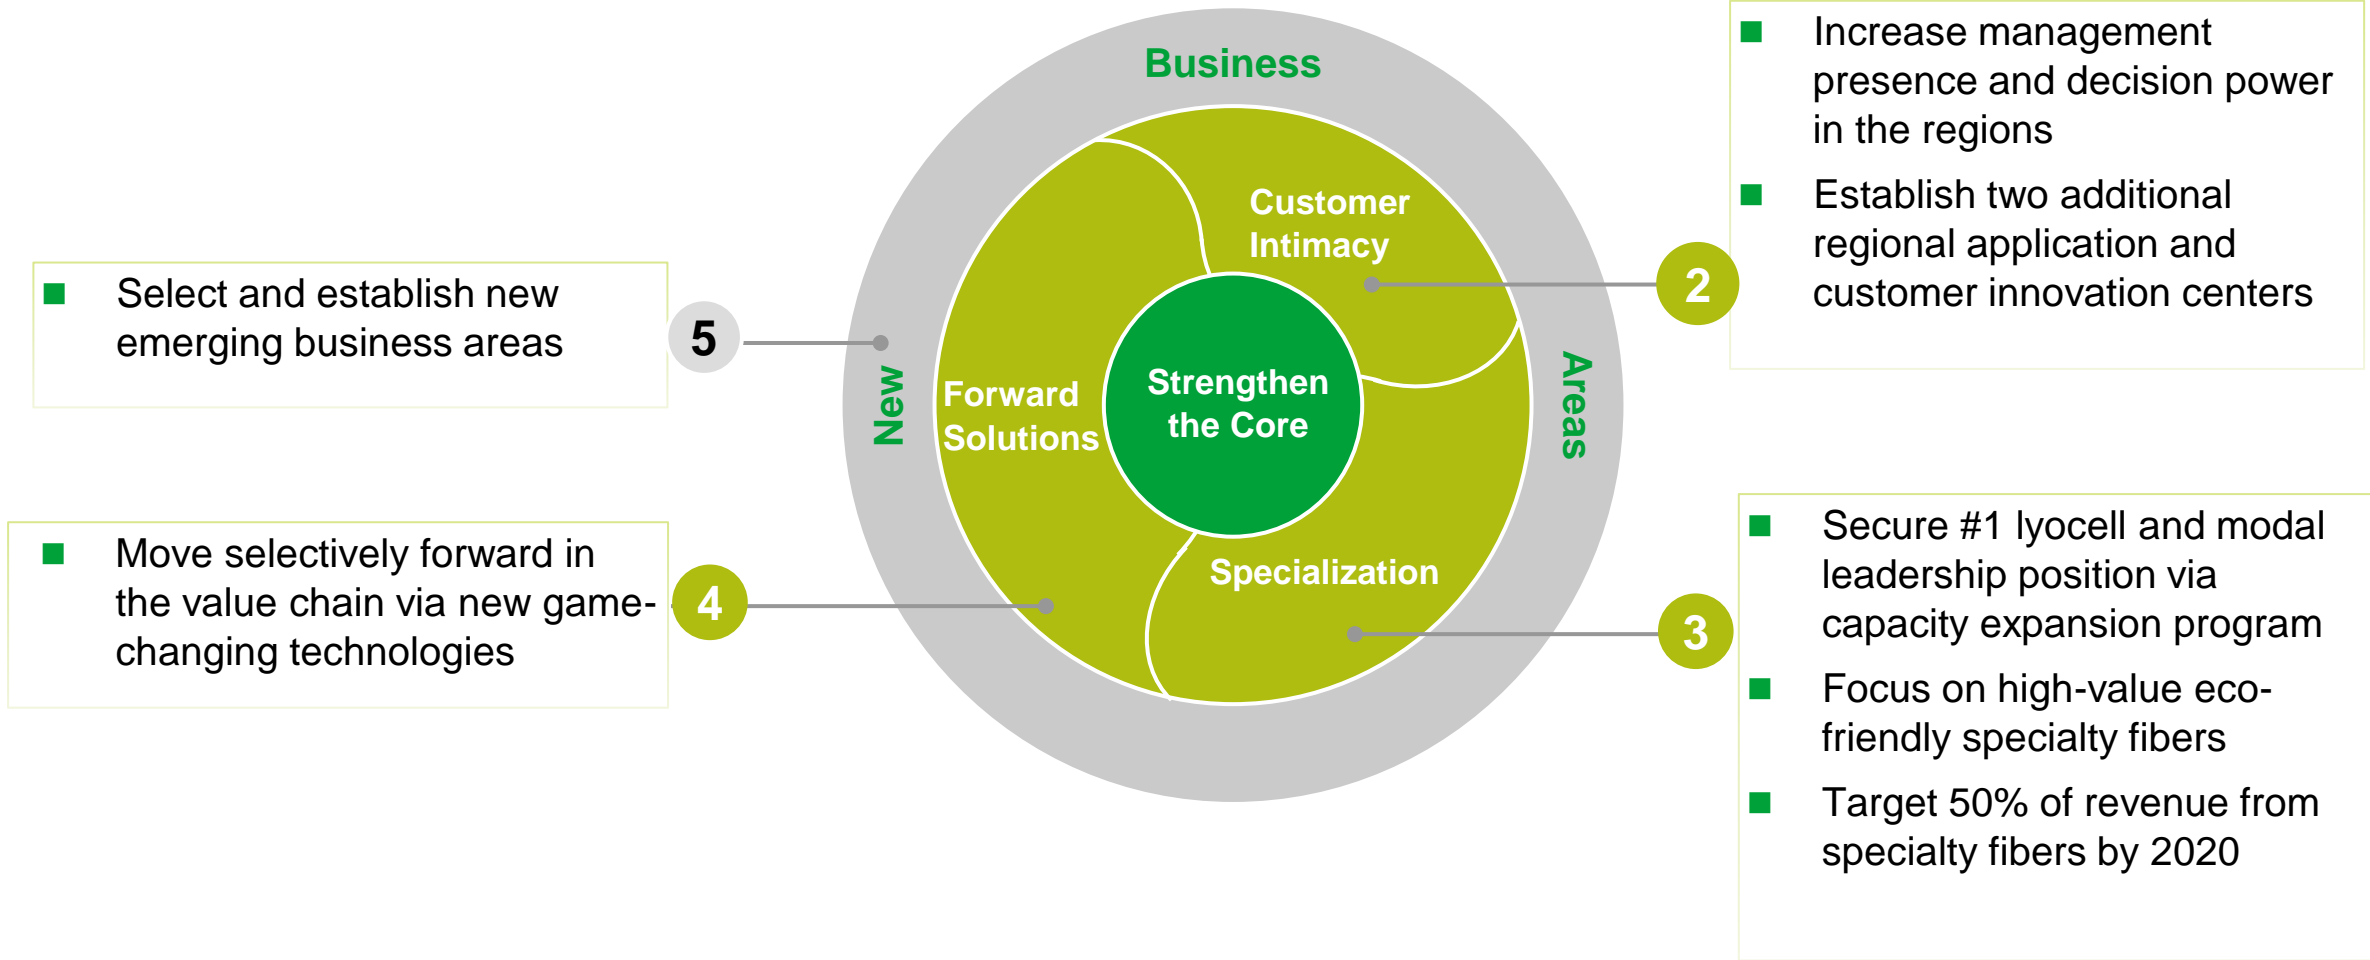 Business
New
Areas
Customer
Intimacy
Forward
Solutions
Strengthen
the Core
Specialization
2
Increase management
presence and decision power
in the regions
Establish two additional
regional application and
customer innovation centers
3
Secure #1 lyocell and modal
leadership position via
capacity expansion program
Focus on high-value eco-
friendly specialty fibers
Target 50% of revenue from
specialty fibers by 2020
4
Move selectively forward in
the value chain via new game-
changing technologies
5
Select and establish new
emerging business areas